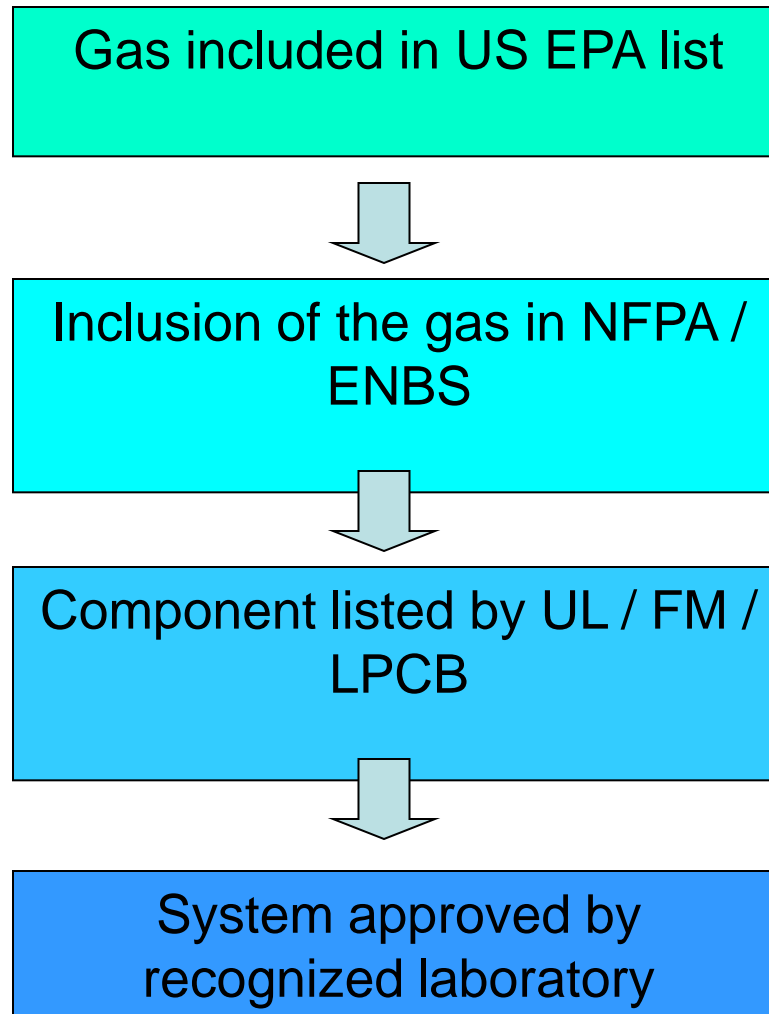 Gas included in US EPA list
Inclusion of the gas in NFPA /
ENBS
Component listed by UL / FM /
LPCB
System approved by
recognized laboratory